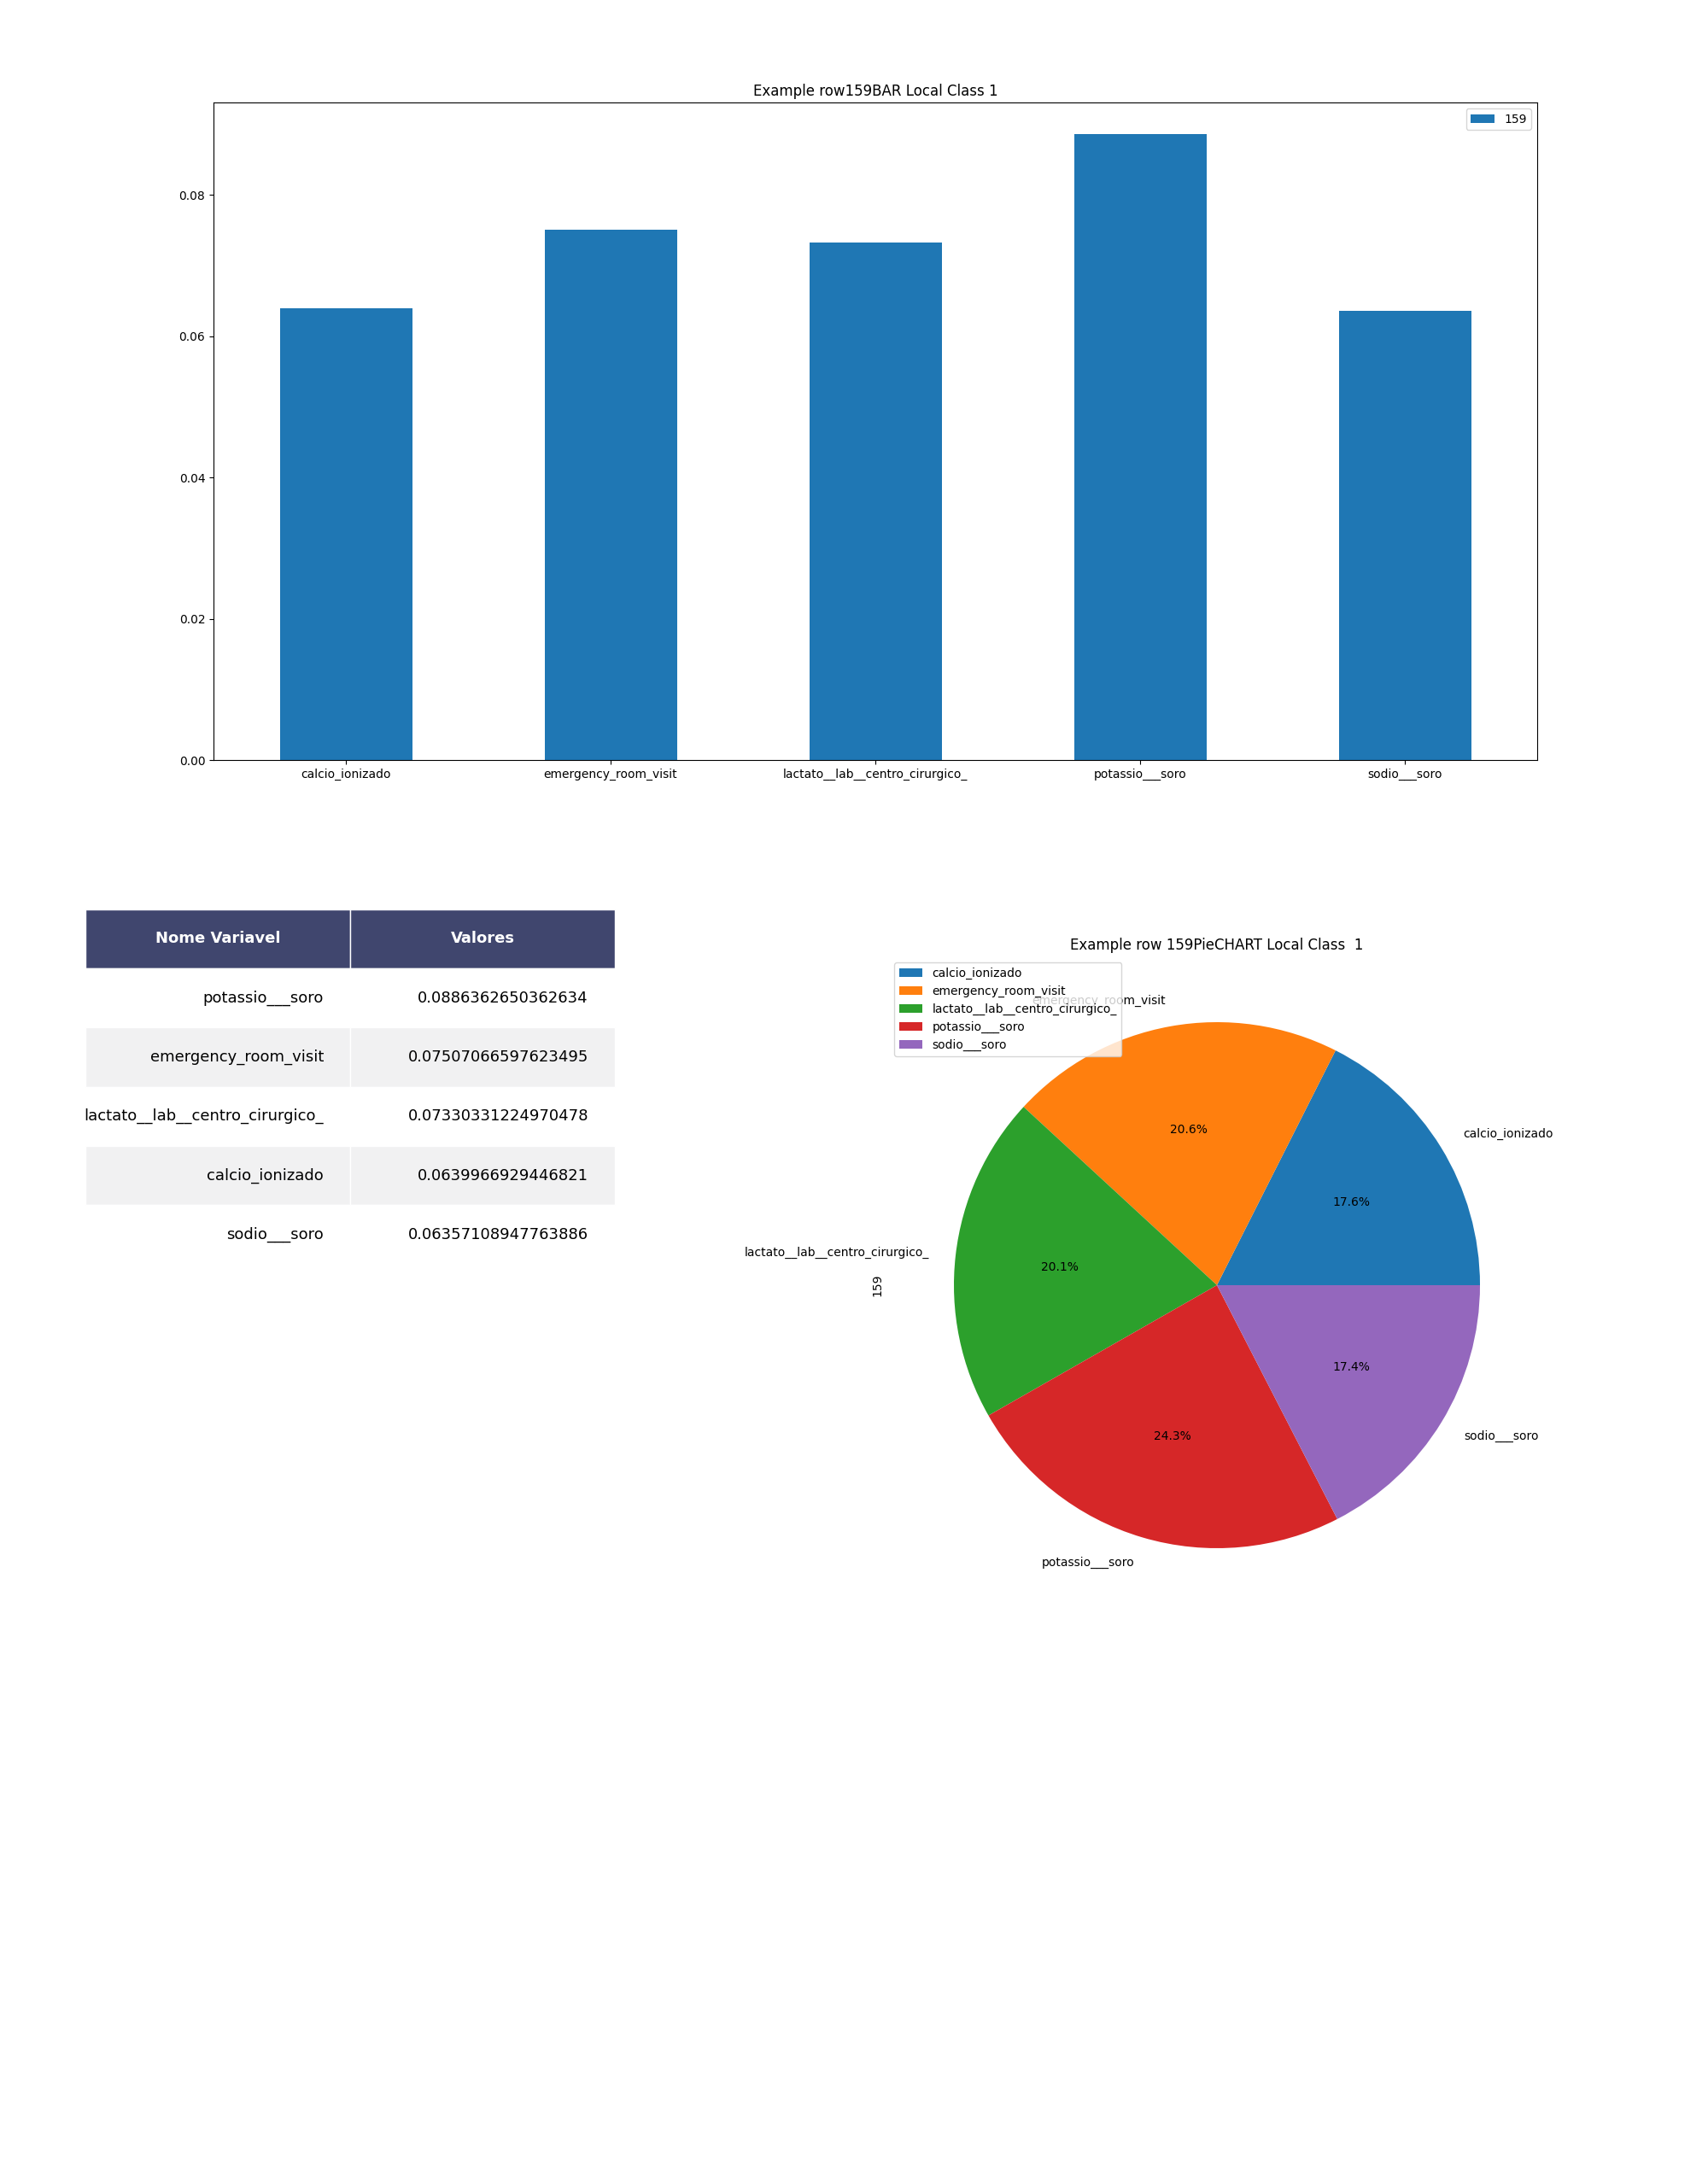 Example row159BAR Local Class 1
159
0.08
0.06
0.04
0.02
0.00
calcio_ionizado
emergency_room_visit
lactato__lab__centro_cirurgico_
potassio___soro
sodio___soro
Nome Variavel Valores
potassio___soro 0.0886362650362634
emergency_room_visit 0.07507066597623495
lactato__lab__centro_cirurgico_ 0.07330331224970478
calcio_ionizado 0.0639966929446821
sodio___soro 0.06357108947763886
Example row 159PieCHART Local Class  1
calcio_ionizado
emergency_room_visit
lactato__lab__centro_cirurgico_
potassio___soro
sodio___soro
emergency_room_visit
calcio_ionizado
20.6%
17.6%
lactato__lab__centro_cirurgico_
20.1%
159
17.4%
24.3%
sodio___soro
potassio___soro